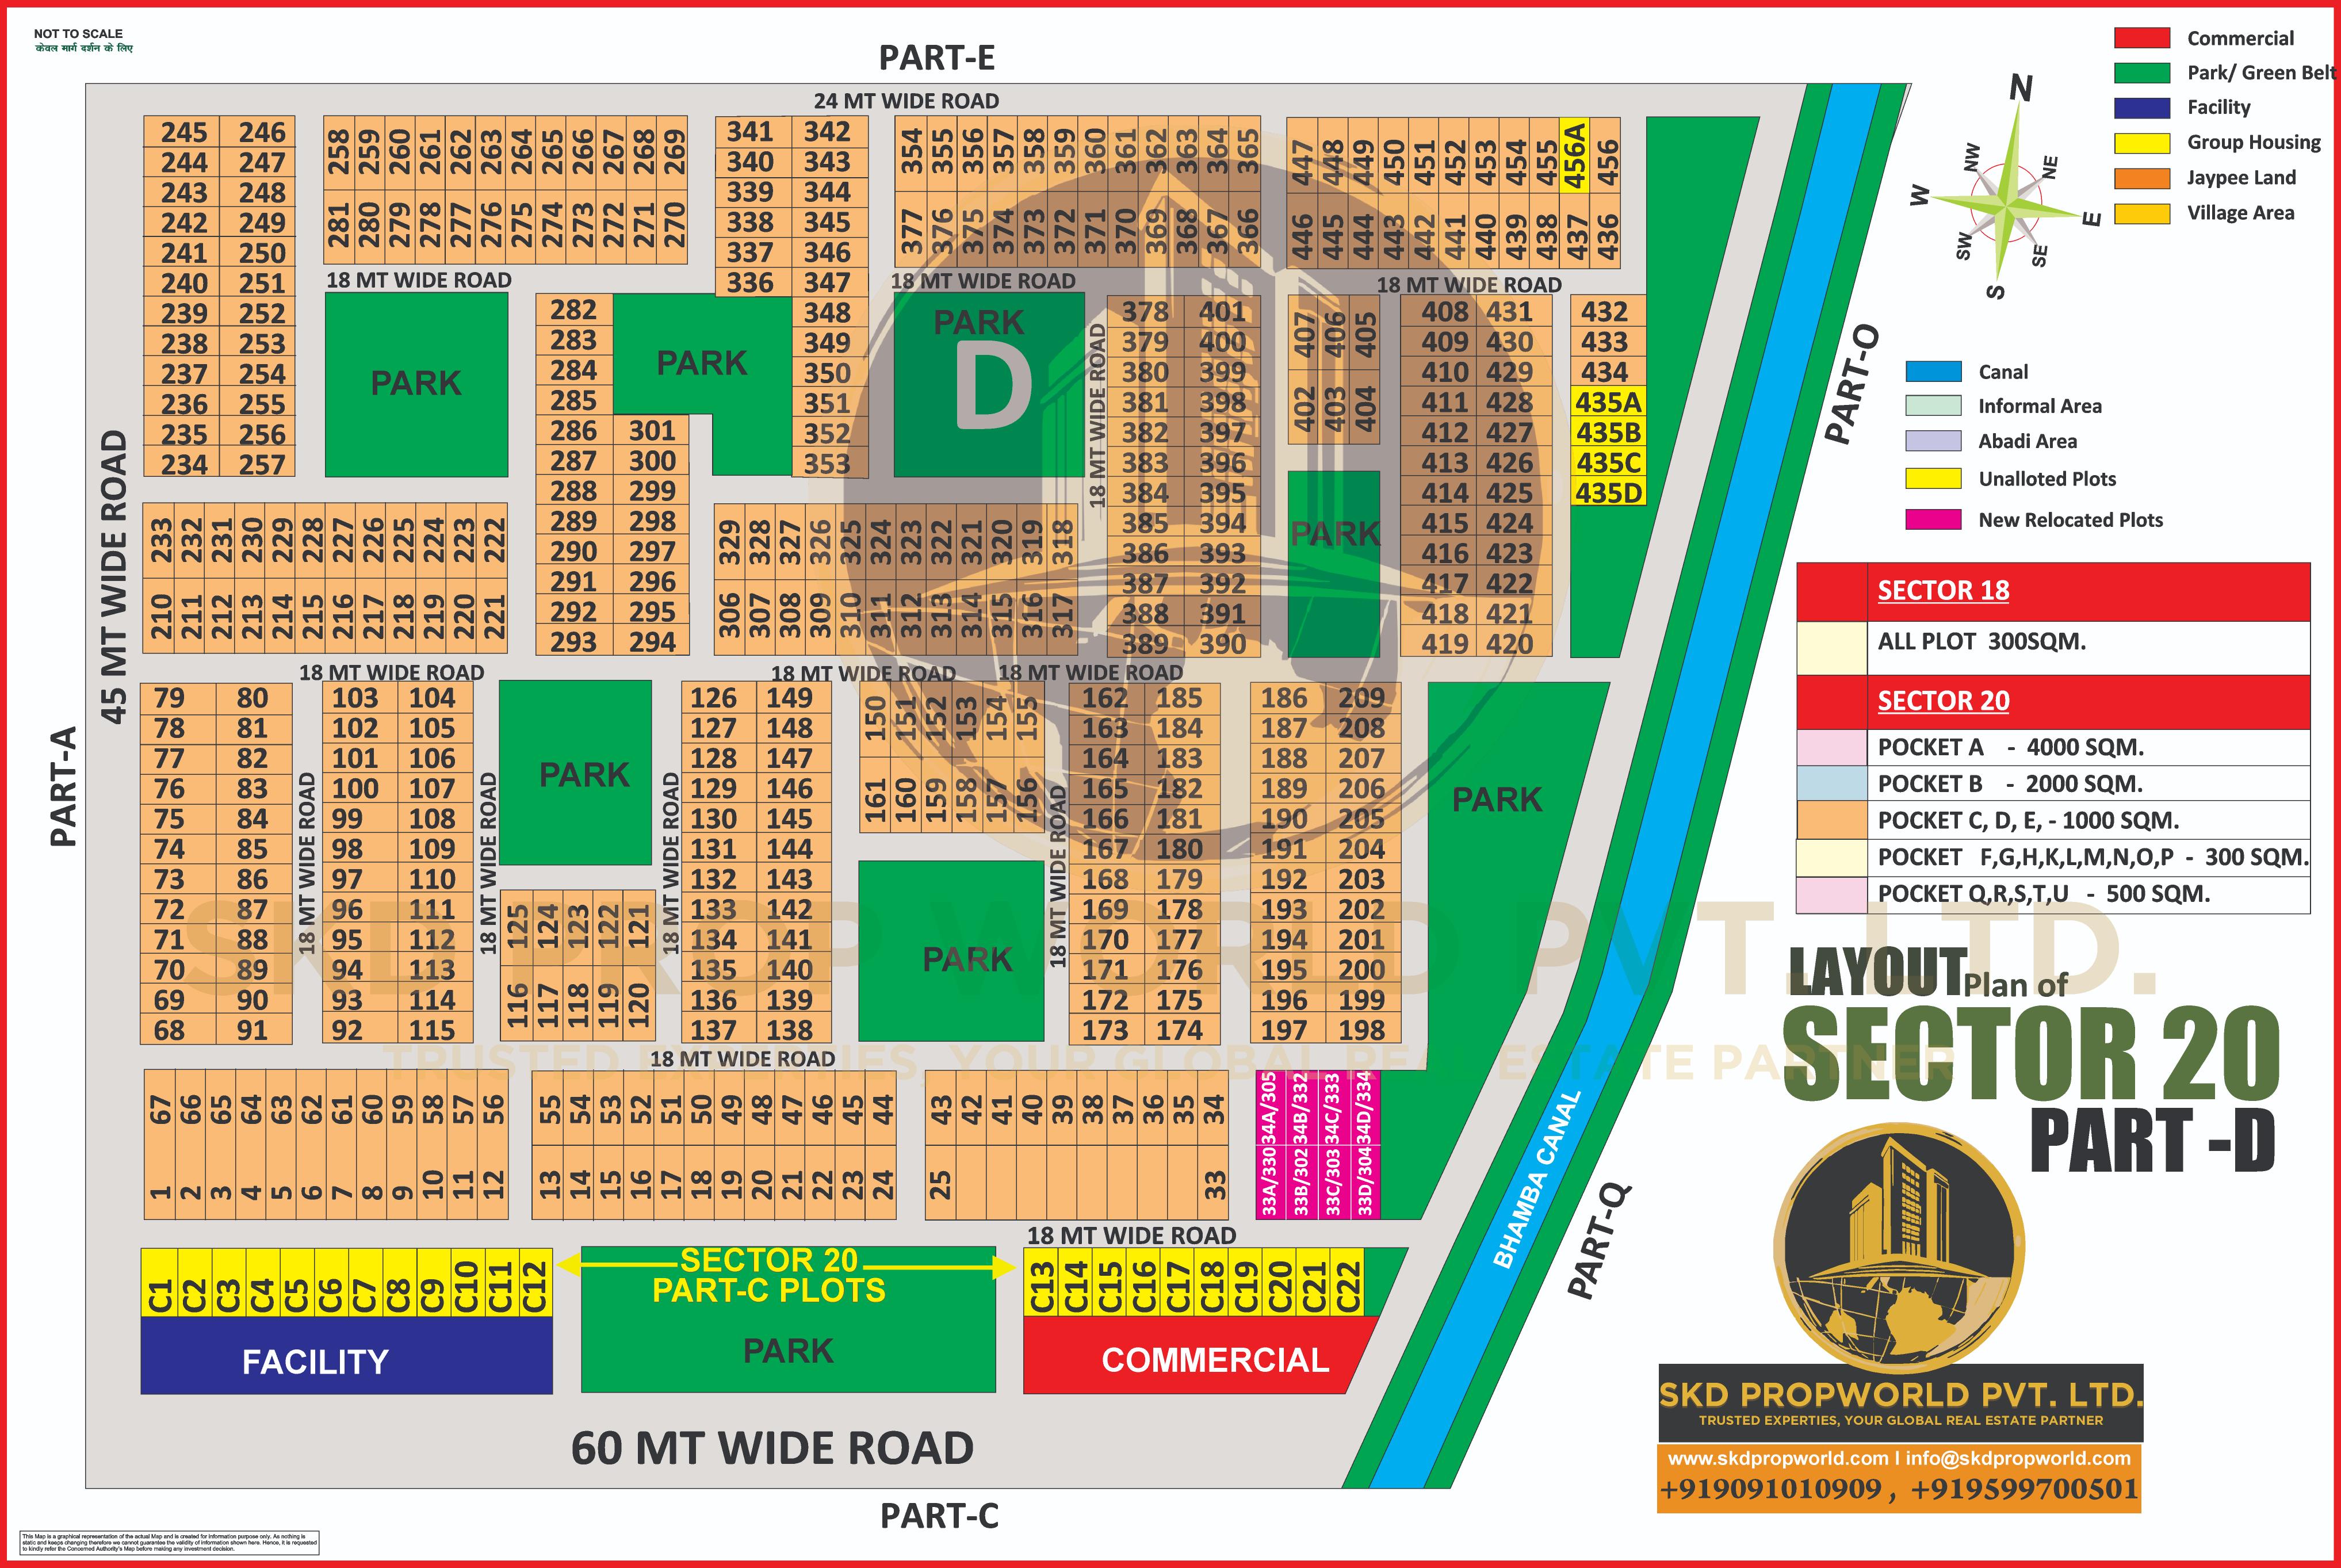 NOT TO SCALE
केवल मार्ग दर्शन के लिए
PART-E
24 MT WIDE ROAD
245 246
244 247
243 248
242 249
241 250
240 251
239 252
238 253
237 254
236 255
235 256
234 257
258 259 260 261 262 263 264 265 266 267 268 269
281 280 279 278 277 276 275 274 273 272 271 270
18 MT WIDE ROAD
PARK
341 342
340 343
339 344
338 345
337 346
336 347
348
349
350
351
352
353
PARK
354 355 356 357 358 359 360 361 362 363 364 365
377 376 375 374 373 372 371 370 369 368 367 366
18 MT WIDE ROAD
PARK
D
447 448 449 450 451 452 453 454 455 456A 456
446 445 444 443 442 441 440 439 438 437 436
18 MT WIDE ROAD
282
283
284
285
286 301
287 300
288 299
289 298
290 297
291 296
292 295
293 294
18 MT WIDE ROAD
378 401
379 400
380 399
381 398
382 397
383 396
384 395
385 394
386 393
387 392
388 391
389 390
407 406 405
402 403 404
PARK
408 431
409 430
410 429
411 428
412 427
413 426
414 425
415 424
416 423
417 422
418 421
419 420
432
433
434
435A
435B
435C
435D
45 MT WIDE ROAD
PART-A
233 232 231 230 229 228 227 226 225 224 223 222
210 211 212 213 214 215 216 217 218 219 220 221
329 328 327 326 325 324 323 322 321 320 319 318
306 307 308 309 310 311 312 313 314 315 316 317
18 MT WIDE ROAD
18 MT WIDE ROAD
18 MT WIDE ROAD
79 80
78 81
77 82
76 83
75 84
74 85
73 86
72 87
71 88
70 89
69 90
68 91
18 MT WIDE ROAD
103 104
102 105
101 106
100 107
99 108
98 109
97 110
96 111
95 112
94 113
93 114
92 115
18 MT WIDE ROAD
PARK
125 124 123 122 121
116 117 118 119 120
18 MT WIDE ROAD
126 149
127 148
128 147
129 146
130 145
131 144
132 143
133 142
134 141
135 140
136 139
137 138
150 151 152 153 154 155
161 160 159 158 157 156
PARK
18 MT WIDE ROAD
162 185
163 184
164 183
165 182
166 181
167 180
168 179
169 178
170 177
171 176
172 175
173 174
186 209
187 208
188 207
189 206
190 205
191 204
192 203
193 202
194 201
195 200
196 199
197 198
PARK
SKD PROP WORLD PVT. LTD.
TRUSTED EXPERTIES, YOUR GLOBAL REAL ESTATE PARTNER
18 MT WIDE ROAD
67 66 65 64 63 62 61 60 59 58 57 56
1 2 3 4 5 6 7 8 9 10 11 12
55 54 53 52 51 50 49 48 47 46 45 44
13 14 15 16 17 18 19 20 21 22 23 24
43 42 41 40 39 38 37 36 35 34
25 33
34A/305 34B/332 34C/333 34D/334
33A/330 33B/302 33C/303 33D/304
18 MT WIDE ROAD
C1 C2 C3 C4 C5 C6 C7 C8 C9 C10 C11 C12
SECTOR 20
PART-C PLOTS
C13 C14 C15 C16 C17 C18 C19 C20 C21 C22
FACILITY
PARK
COMMERCIAL
60 MT WIDE ROAD
PART-C
BHAMBA CANAL
PART-O
PART-Q
Commercial
Park/ Green Belt
Facility
Group Housing
Jaypee Land
Village Area
N
NE
E
SE
S
SW
W
NW
Canal
Informal Area
Abadi Area
Unalloted Plots
New Relocated Plots
SECTOR 18
ALL PLOT 300SQM.
SECTOR 20
POCKET A - 4000 SQM.
POCKET B - 2000 SQM.
POCKET C, D, E, - 1000 SQM.
POCKET F,G,H,K,L,M,N,O,P - 300 SQM.
POCKET Q,R,S,T,U - 500 SQM.
LAYOUT Plan of
SECTOR 20
PART -D
SKD PROPWORLD PVT. LTD.
TRUSTED EXPERTIES, YOUR GLOBAL REAL ESTATE PARTNER
www.skdpropworld.com I info@skdpropworld.com
+919091010909 , +919599700501
This Map is a graphical representation of the actual Map and is created for information purpose only. As nothing is
static and keeps changing therefore we cannot guarantee the validity of information shown here. Hence, it is requested
to kindly refer the Concerned Authority's Map before making any investment decision.